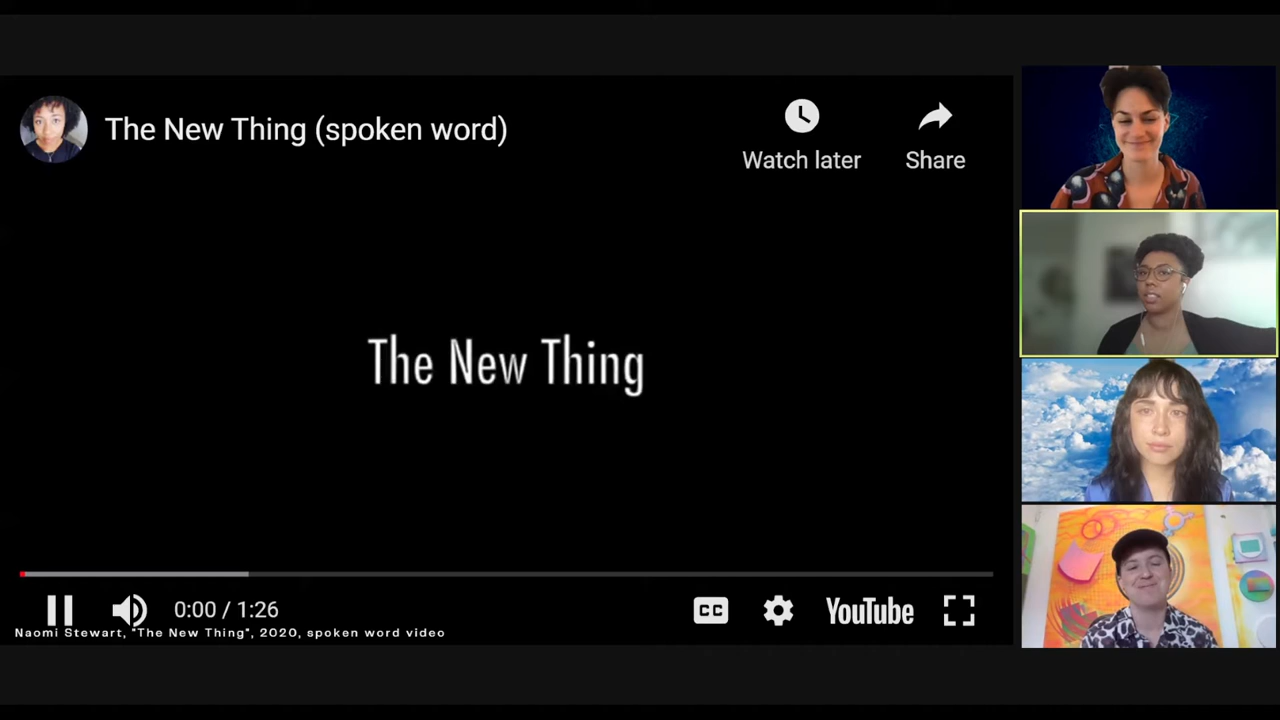 The New Thing (spoken word)
Watch later
Share
The New Thing
0:00 / 1:26
CC
YouTube
Naomi Stewart, "The New Thing", 2020, spoken word video